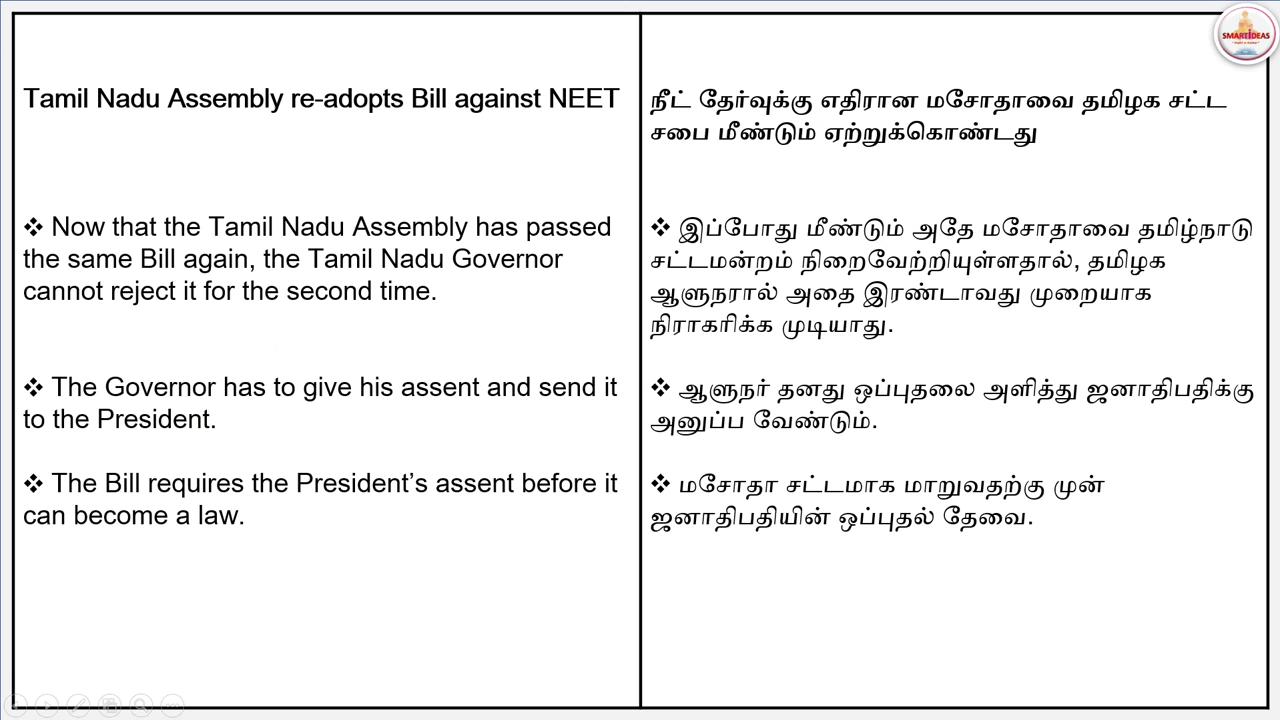 SMARTIDEAS
Tamil Nadu Assembly re-adopts Bill against NEET
❖ Now that the Tamil Nadu Assembly has passed
the same Bill again, the Tamil Nadu Governor
cannot reject it for the second time.
❖ The Governor has to give his assent and send it
to the President.
❖ The Bill requires the President’s assent before it
can become a law.
நீட் தேர்வுக்கு எதிரான மசோதாவை தமிழக சட்ட
சபை மீண்டும் ஏற்றுக்கொண்டது
❖ இப்போது மீண்டும் அதே மசோதாவை தமிழ்நாடு
சட்டமன்றம் நிறைவேற்றியுள்ளதால், தமிழக
ஆளுநரால் அதை இரண்டாவது முறையாக
நிராகரிக்க முடியாது.
❖ ஆளுநர் தனது ஒப்புதலை அளித்து ஜனாதிபதிக்கு
அனுப்ப வேண்டும்.
❖ மசோதா சட்டமாக மாறுவதற்கு முன்
ஜனாதிபதியின் ஒப்புதல் தேவை.